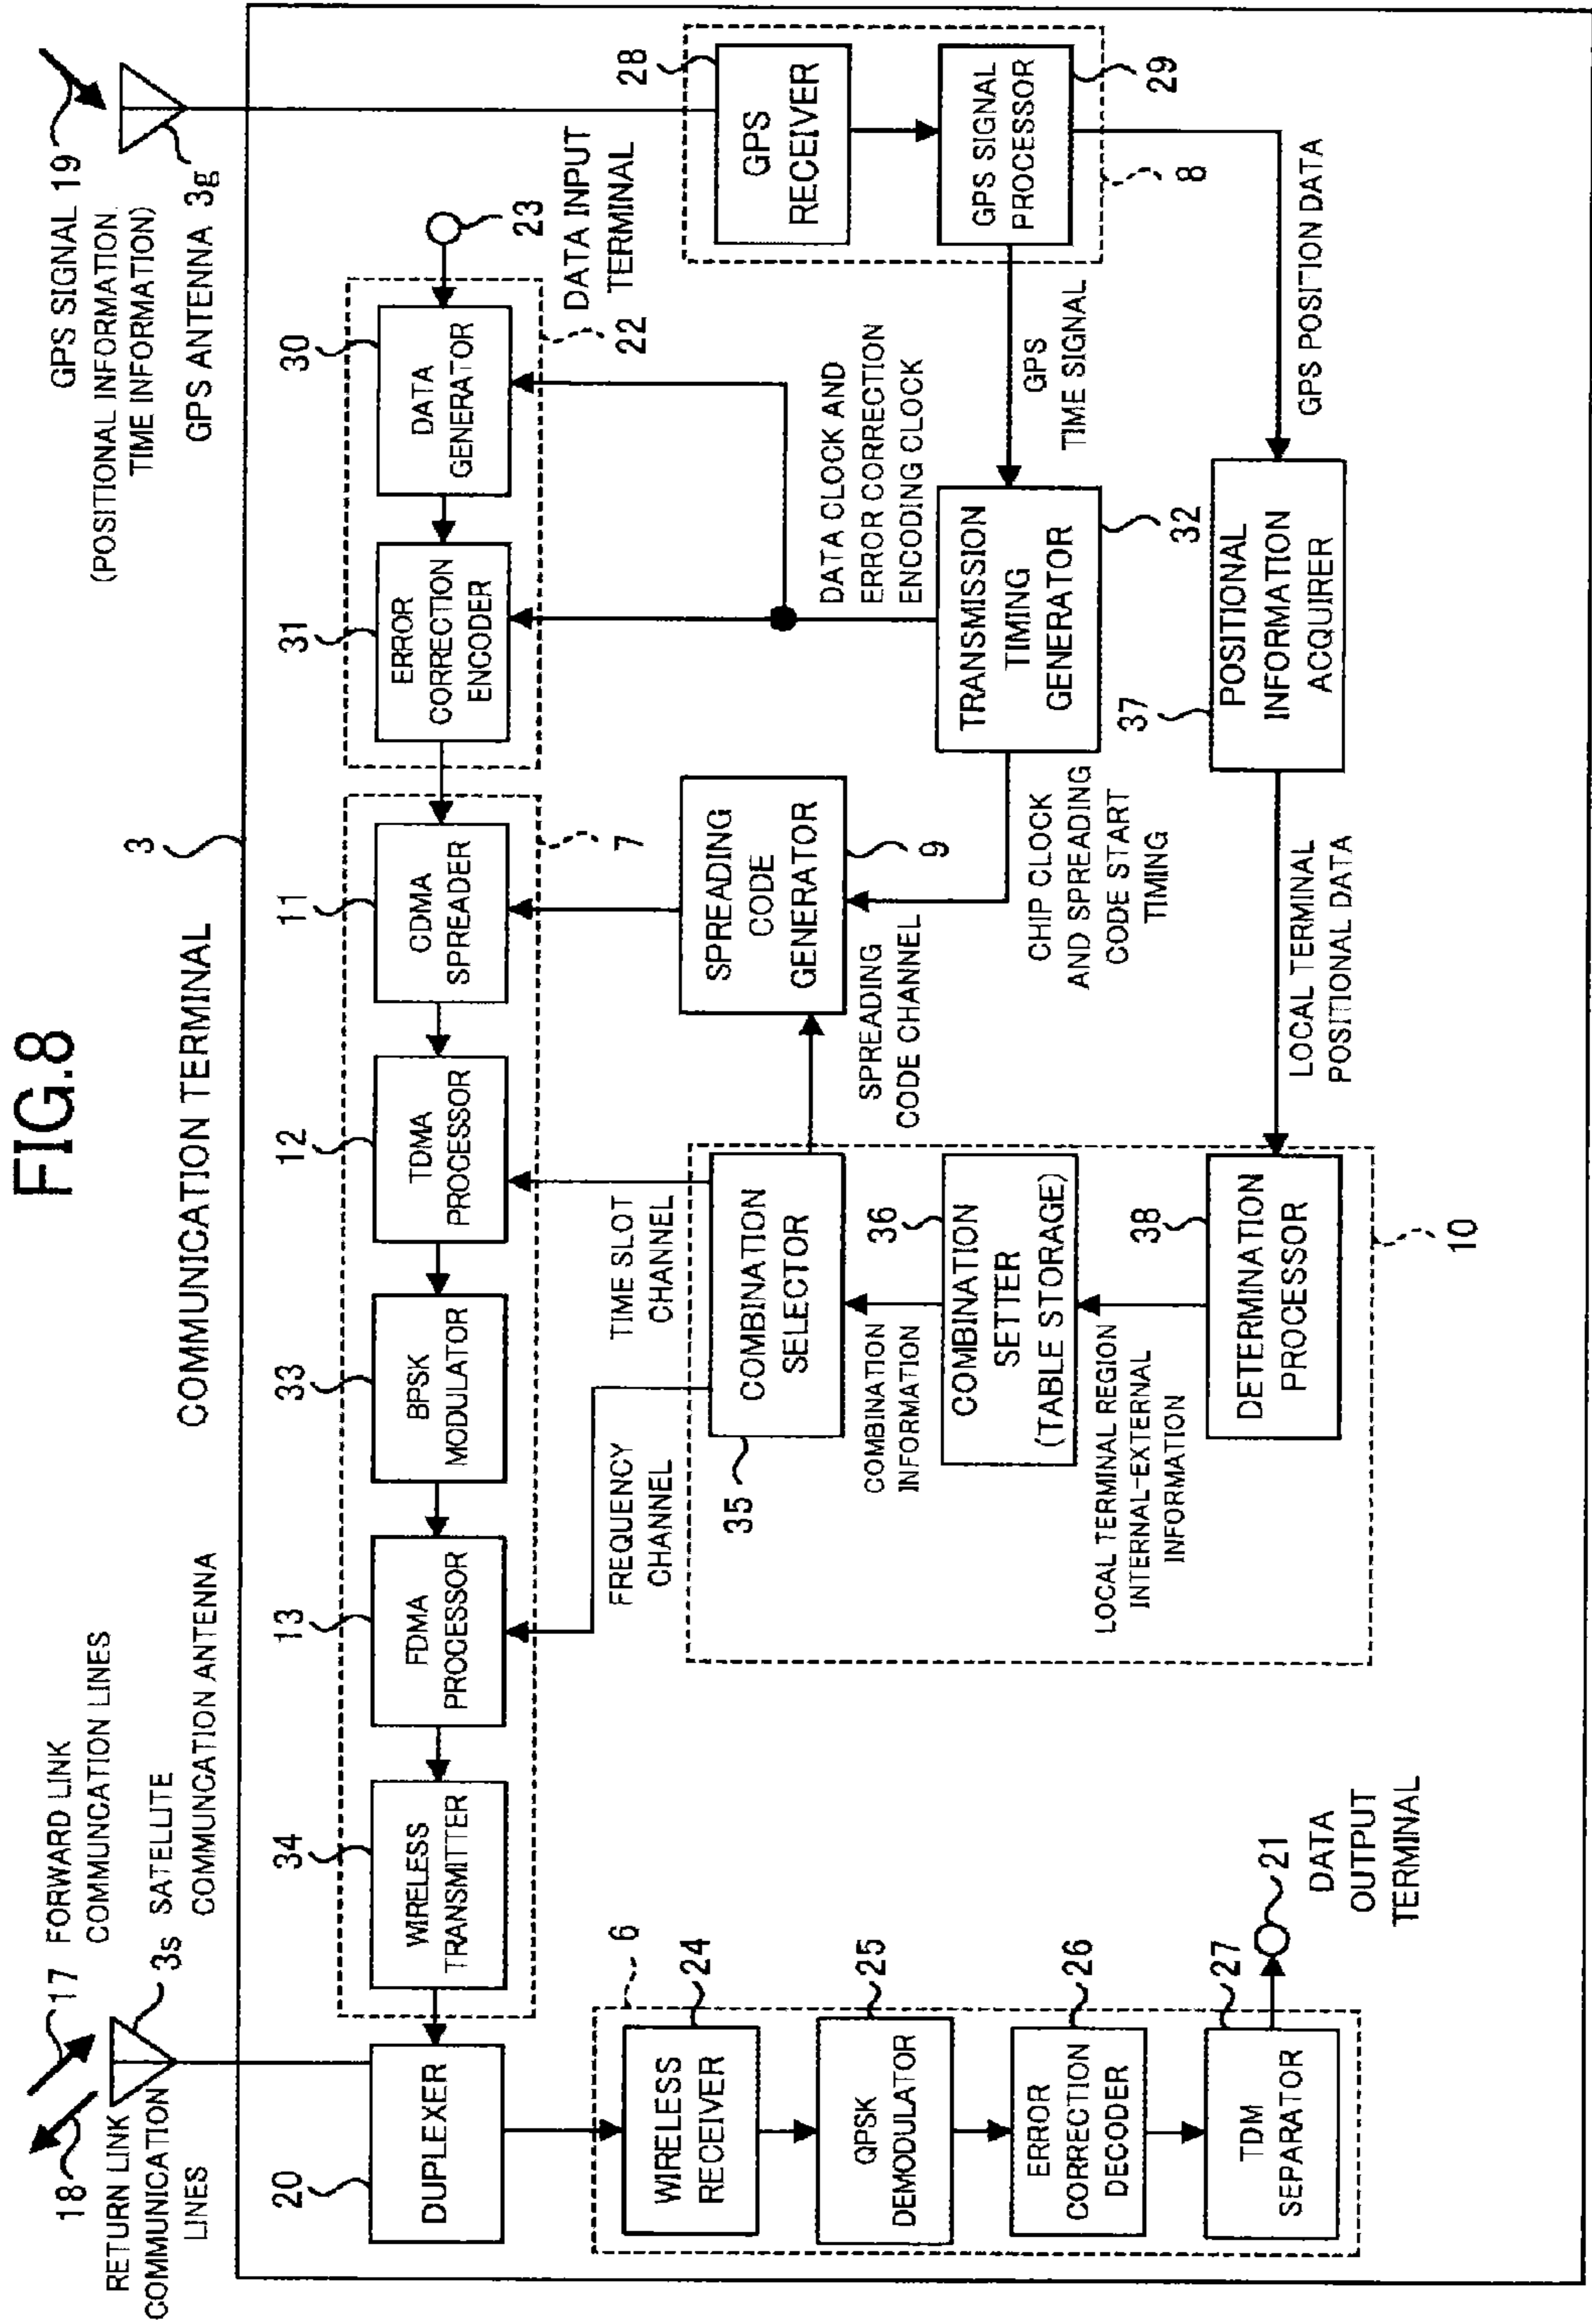 FIG.8
COMMUNICATION TERMINAL
3
18
17
FORWARD LINK
COMMUNCATION LINES
RETURN LINK
COMMUNICATION
LINES
3s
SATELLITE
COMMUNCATION ANTENNA
GPS SIGNAL 19
(POSITIONAL INFORMATION,
TIME INFORMATION)
GPS ANTENNA 3g
20
DUPLEXER
34
WIRELESS
TRANSMITTER
13
FDMA
PROCESSOR
33
BPSK
MODULATOR
12
TDMA
PROCESSOR
11
CDMA
SPREADER
7
31
ERROR
CORRECTION
ENCODER
30
DATA
GENERATOR
22
23
DATA INPUT
TERMINAL
6
24
WIRELESS
RECEIVER
25
QPSK
DEMODULATOR
26
ERROR
CORRECTION
DECODER
27
TDM
SEPARATOR
21
DATA
OUTPUT
TERMINAL
FREQUENCY
CHANNEL
TIME SLOT
CHANNEL
35
COMBINATION
SELECTOR
COMBINATION
INFORMATION
36
COMBINATION
SETTER
(TABLE STORAGE)
LOCAL TERMINAL REGION
INTERNAL-EXTERNAL
INFORMATION
38
DETERMINATION
PROCESSOR
10
SPREADING
CODE
GENERATOR
9
SPREADING
CODE CHANNEL
CHIP CLOCK
AND SPREADING
CODE START
TIMING
DATA CLOCK AND
ERROR CORRECTION
ENCODING CLOCK
TRANSMISSION
TIMING
GENERATOR
32
GPS
TIME SIGNAL
28
GPS
RECEIVER
GPS SIGNAL
PROCESSOR
29
8
37
POSITIONAL
INFORMATION
ACQUIRER
LOCAL TERMINAL
POSITIONAL DATA
GPS POSITION DATA